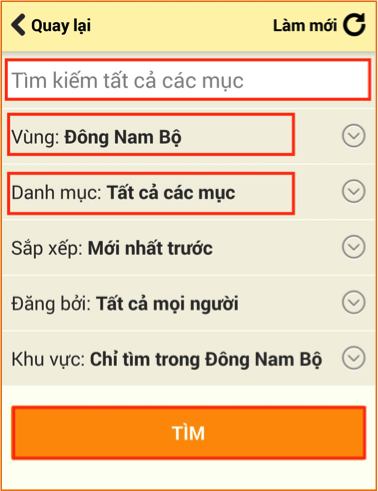 Quay lại Làm mới
Tìm kiếm tất cả các mục
Vùng: Đông Nam Bộ
Danh mục: Tất cả các mục
Sắp xếp: Mới nhất trước
Đăng bởi: Tất cả mọi người
Khu vực: Chỉ tìm trong Đông Nam Bộ
TÌM